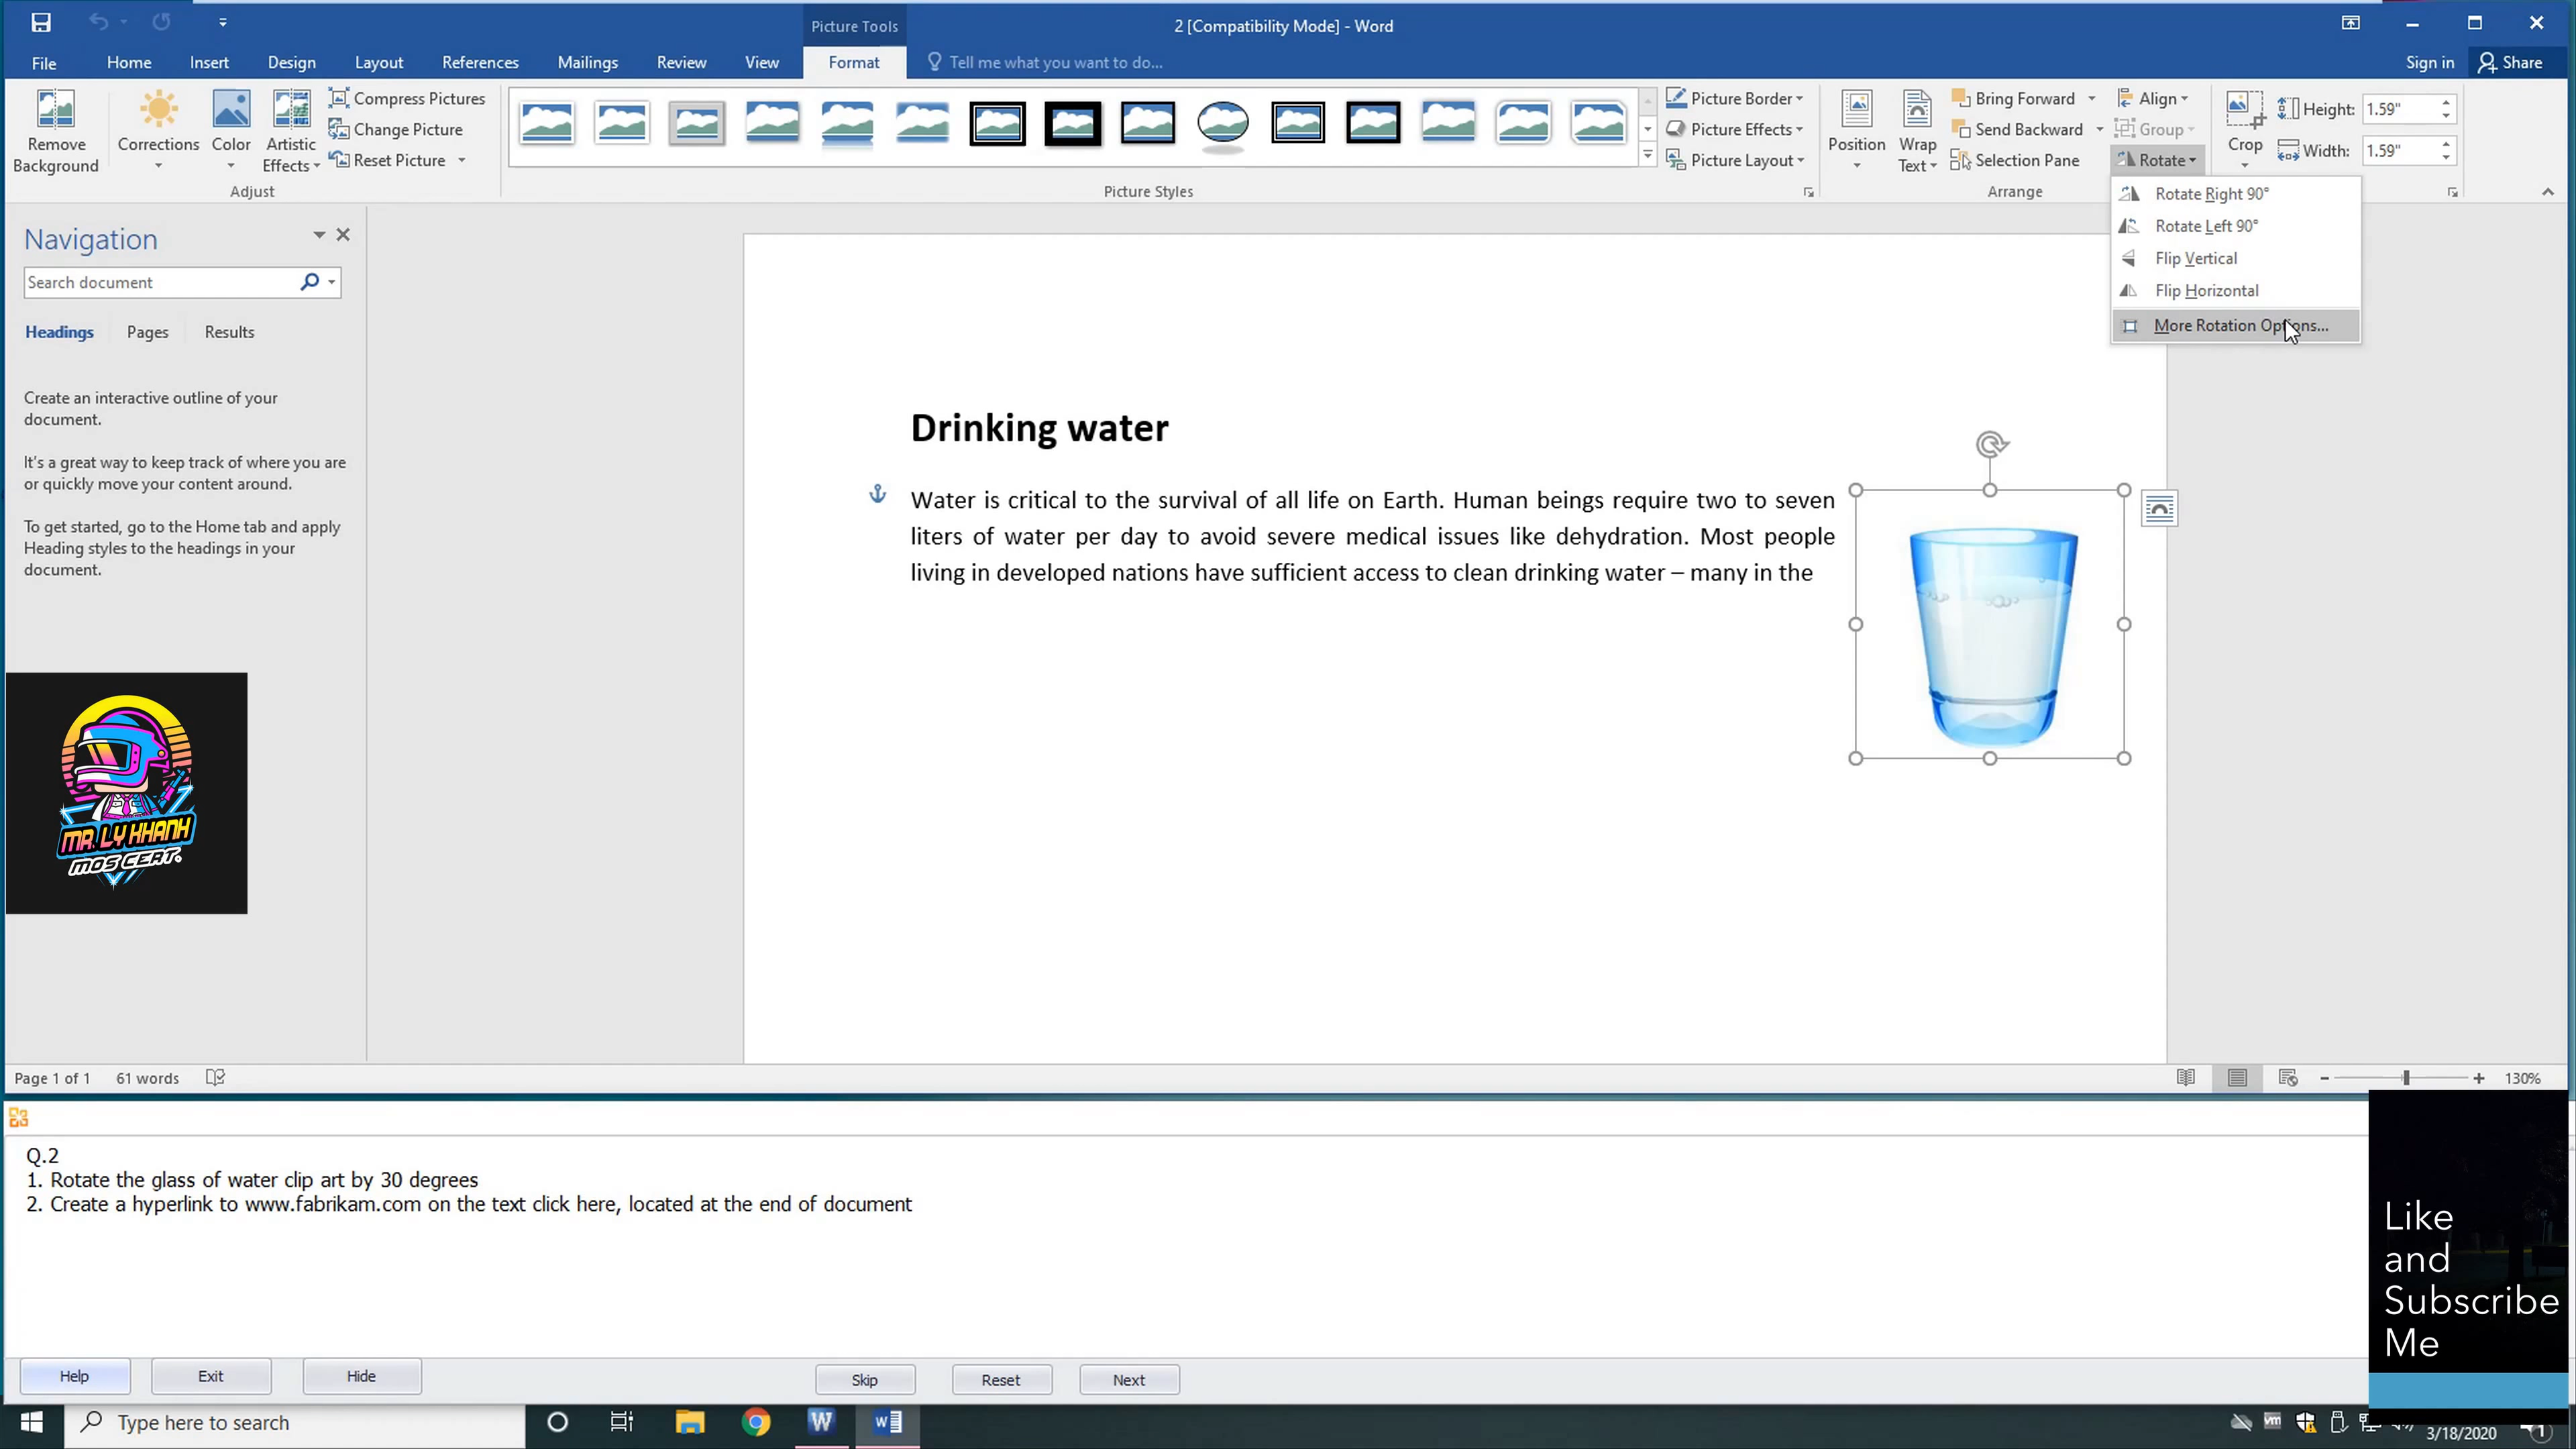 Picture Tools
2 [Compatibility Mode] - Word
File Home Insert Design Layout References Mailings Review View Format Tell me what you want to do... Sign in Share
Remove Background
Corrections
Color
Artistic Effects
Compress Pictures
Change Picture
Reset Picture
Picture Border
Picture Effects
Picture Layout
Position
Wrap Text
Bring Forward
Send Backward
Selection Pane
Align
Group
Rotate
Crop
Height: 1.59"
Width: 1.59"
Adjust
Picture Styles
Arrange
Rotate Right 90°
Rotate Left 90°
Flip Vertical
Flip Horizontal
More Rotation Options...
Navigation
Search document
Headings Pages Results
Create an interactive outline of your
document.
It's a great way to keep track of where you are
or quickly move your content around.
To get started, go to the Home tab and apply
Heading styles to the headings in your
document.
MR. LY KHANH
MOS CERT.
Drinking water
Water is critical to the survival of all life on Earth. Human beings require two to seven
liters of water per day to avoid severe medical issues like dehydration. Most people
living in developed nations have sufficient access to clean drinking water – many in the
Page 1 of 1 61 words
130%
Q.2
1. Rotate the glass of water clip art by 30 degrees
2. Create a hyperlink to www.fabrikam.com on the text click here, located at the end of document
Like
and
Subscribe
Me
Help Exit Hide Skip Reset Next
Type here to search
3/18/2020